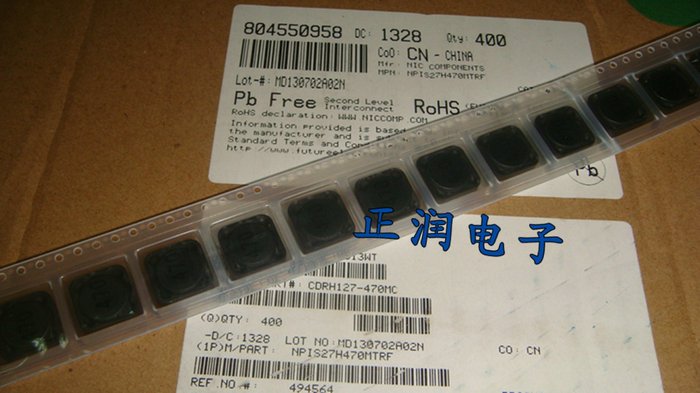 804550958 DC: 1328 Qty: 400
CoO: CN - CHINA
Mfr: NIC COMPONENTS
MPN: NPIS27H470MTRF
Lot-#: MD130702A02N
Pb Free Second Level Interconnect RoHS
RoHS declaration: WWW.NICCOMP.COM
Information provided is based
the manufacturer and is
Standard Terms and
http://www.
Pb
正润电子
CDRH127-470MC
(Q)QTY: 400
-D/C:1328 LOT NO:MD130702A02N
(1P)M/PART: NPIS27H470MTRF
CO: CN
REF.NO.# 494564